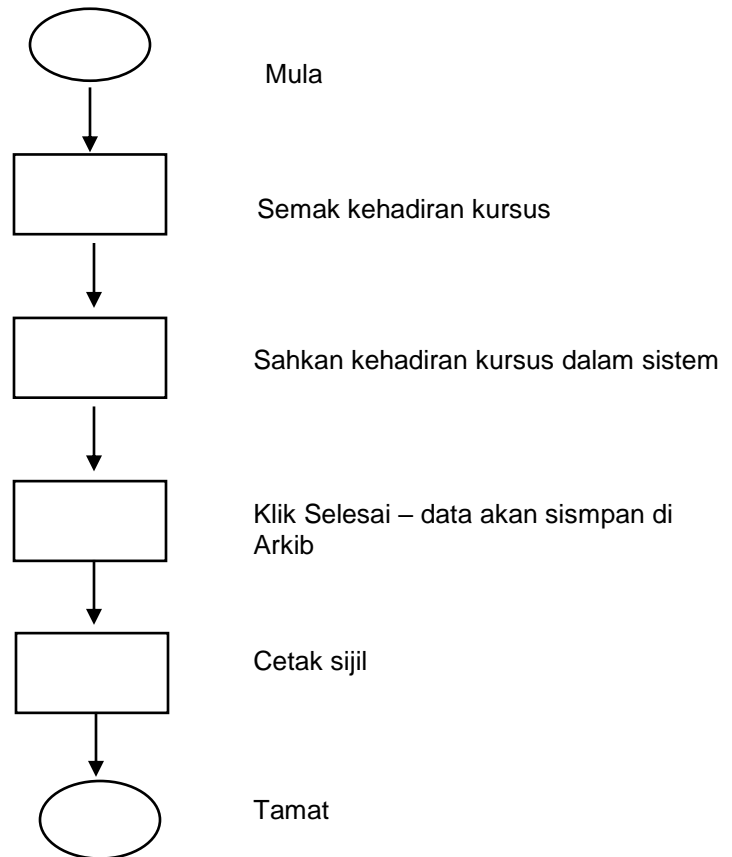 Mula
Semak kehadiran kursus
Sahkan kehadiran kursus dalam sistem
Klik Selesai – data akan sismpan di
Arkib
Cetak sijil
Tamat